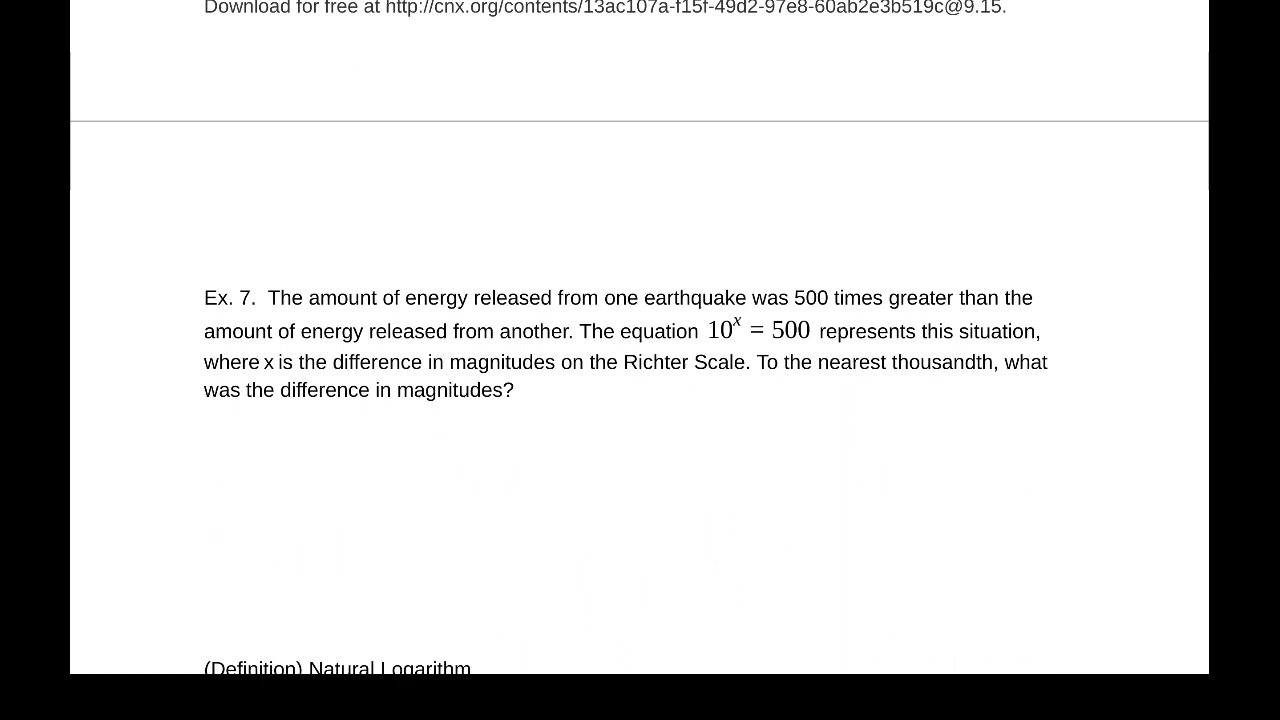 Download for free at http://cnx.org/contents/13ac107a-f15f-49d2-97e8-60ab2e3b519c@9.15.
Ex. 7.  The amount of energy released from one earthquake was 500 times greater than the
amount of energy released from another. The equation 10^x = 500 represents this situation,
where x is the difference in magnitudes on the Richter Scale. To the nearest thousandth, what
was the difference in magnitudes?
(Definition) Natural Logarithm